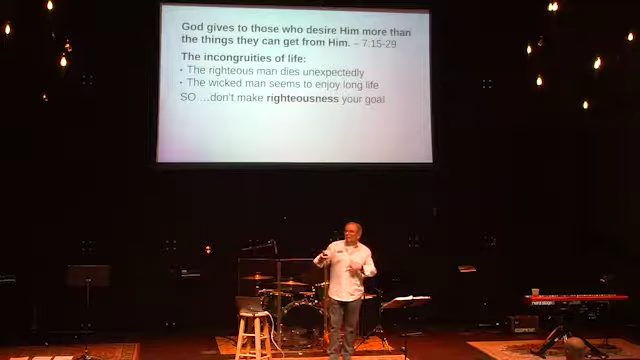 God gives to those who desire Him more than
the things they can get from Him. – 7:15-29
The incongruities of life:
• The righteous man dies unexpectedly
• The wicked man seems to enjoy long life
SO ....don't make righteousness your goal
nord stage